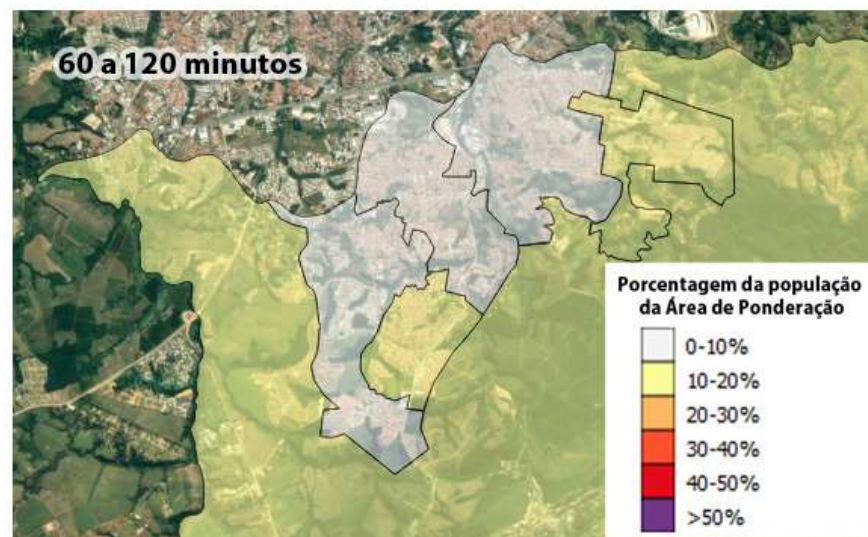 60 a 120 minutos
Porcentagem da população
da Área de Ponderação
0-10%
10-20%
20-30%
30-40%
40-50%
>50%